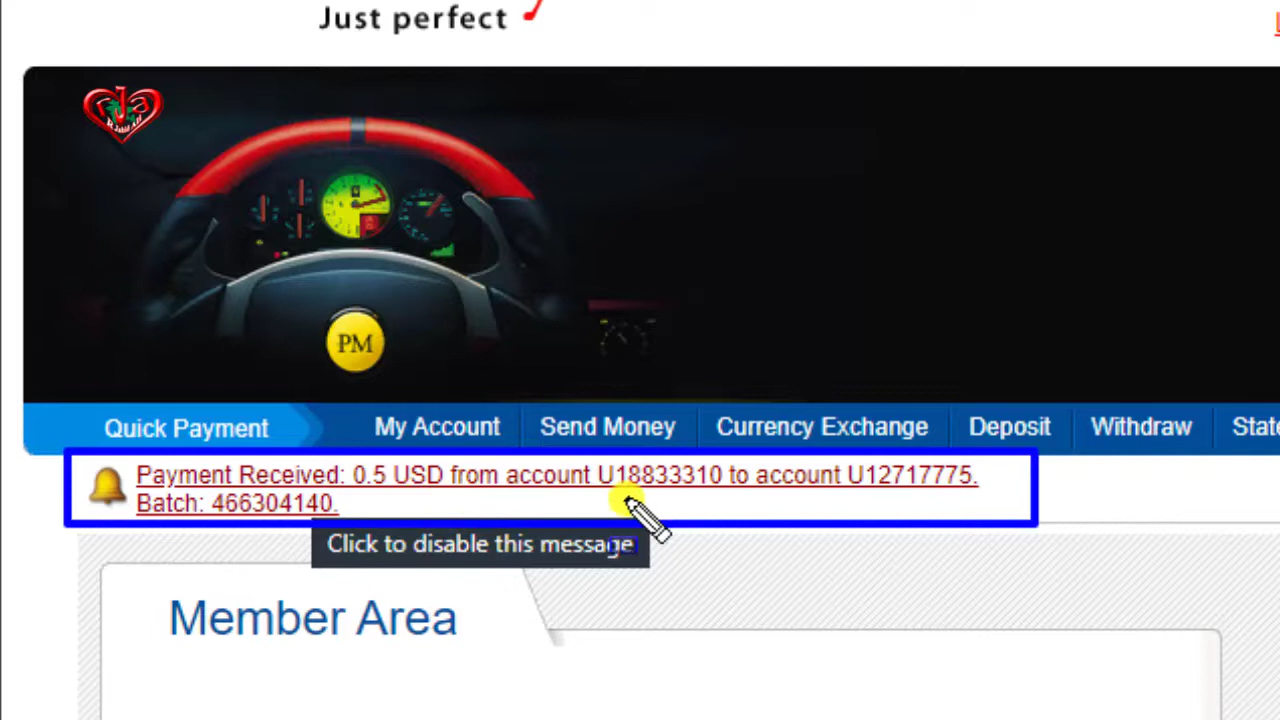 Just perfect
PM
Quick Payment
My Account
Send Money
Currency Exchange
Deposit
Withdraw
State
Payment Received: 0.5 USD from account U18833310 to account U12717775.
Batch: 466304140.
Click to disable this message
Member Area